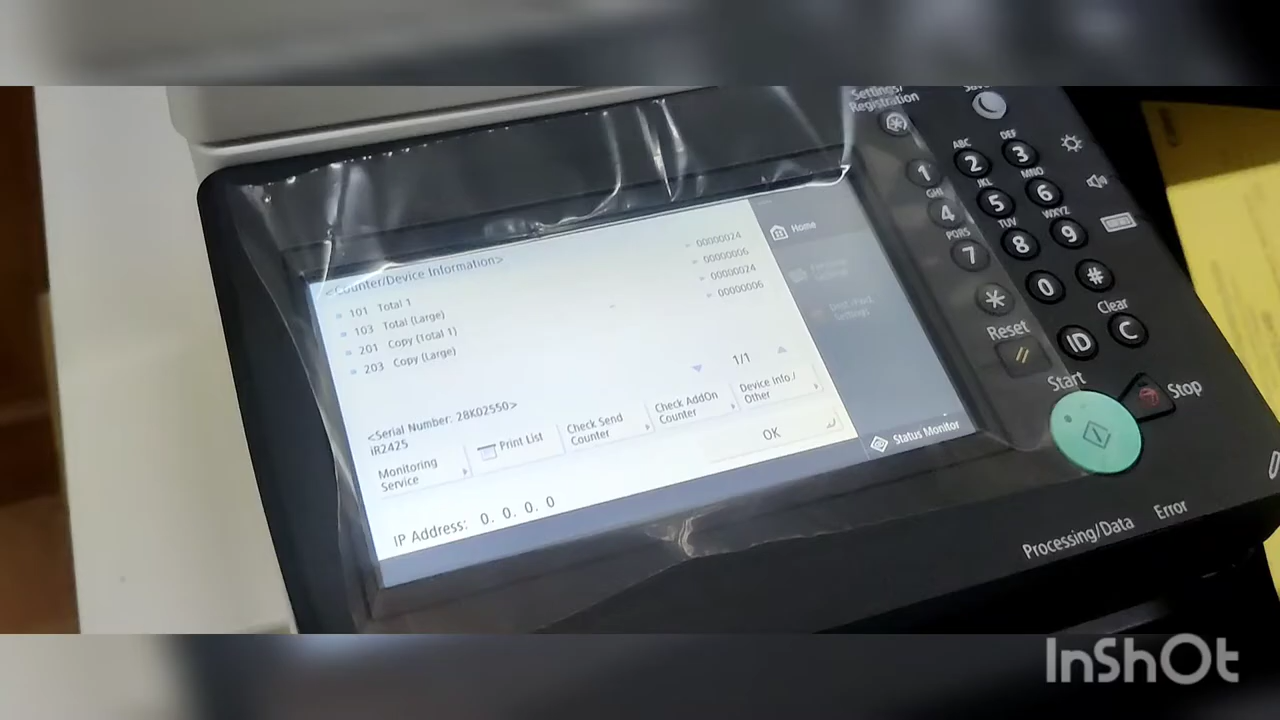 Settings/
Registration
<Counter/Device Information>
101 Total 1 00000024
103 Total (Large) 00000006
201 Copy (Total 1) 00000024
203 Copy (Large) 00000006
1/1
<Serial Number: 28K02550>
iR2425
Monitoring
Service
Print List
Check Send
Counter
Check AddOn
Counter
Device Info./
Other
OK
IP Address: 0. 0. 0. 0
Home
Status Monitor
ABC
DEF
1
2
3
GHI
JKL
MNO
4
5
6
PQRS
TUV
WXYZ
7
8
9
*
0
#
Reset
ID
Clear
C
Start
Stop
Processing/Data
Error
InShOt